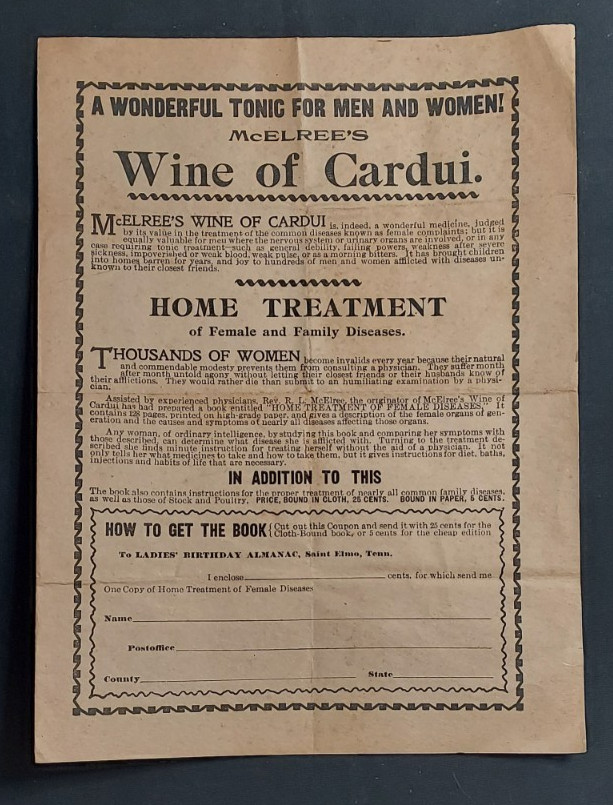 A WONDERFUL TONIC FOR MEN AND WOMEN!
McELREE'S
Wine of Cardui.
McELREE'S WINE OF CARDUI is, indeed, a wonderful medicine, judged
by its value in the treatment of the common diseases known as female complaints; but it is
equally valuable for men where the nervous system or urinary organs are involved, or in any
case requiring tonic treatment—such as general debility, failing powers, weakness after severe
sickness, impoverished or weak blood, weak pulse, or as a morning bitters. It has brought children
into homes barren for years, and joy to hundreds of men and women afflicted with diseases un-
known to their closest friends.
HOME TREATMENT
of Female and Family Diseases.
THOUSANDS OF WOMEN become invalids every year because their natural
and commendable modesty prevents them from consulting a physician. They suffer month
after month untold agony without letting their closest friends or their husbands know of
their afflictions. They would rather die than submit to an humiliating examination by a physi-
cian.
Assisted by experienced physicians, Rev. R. L. McElree, the originator of McElree's Wine of
Cardui has had prepared a book entitled "HOME TREATMENT OF FEMALE DISEASES." It
contains 128 pages, printed on high-grade paper, and gives a description of the female organs of gen-
eration and the causes and symptoms of nearly all diseases affecting those organs.
Any woman, of ordinary intelligence, by studying this book and comparing her symptoms with
those described, can determine what disease she is afflicted with. Turning to the treatment de-
scribed she finds minute instruction for treating herself without the aid of a physician. It not
only tells her what medicines to take and how to take them, but it gives instructions for diet, baths,
injections and habits of life that are necessary.
IN ADDITION TO THIS
The book also contains instructions for the proper treatment of nearly all common family diseases,
as well as those of Stock and Poultry. PRICE, BOUND IN CLOTH, 25 CENTS. BOUND IN PAPER, 5 CENTS.
HOW TO GET THE BOOK { Cut out this Coupon and send it with 25 cents for the
Cloth-Bound book, or 5 cents for the cheap edition
To LADIES' BIRTHDAY ALMANAC, Saint Elmo, Tenn.
I enclose cents, for which send me
One Copy of Home Treatment of Female Diseases
Name
Postoffice
County State